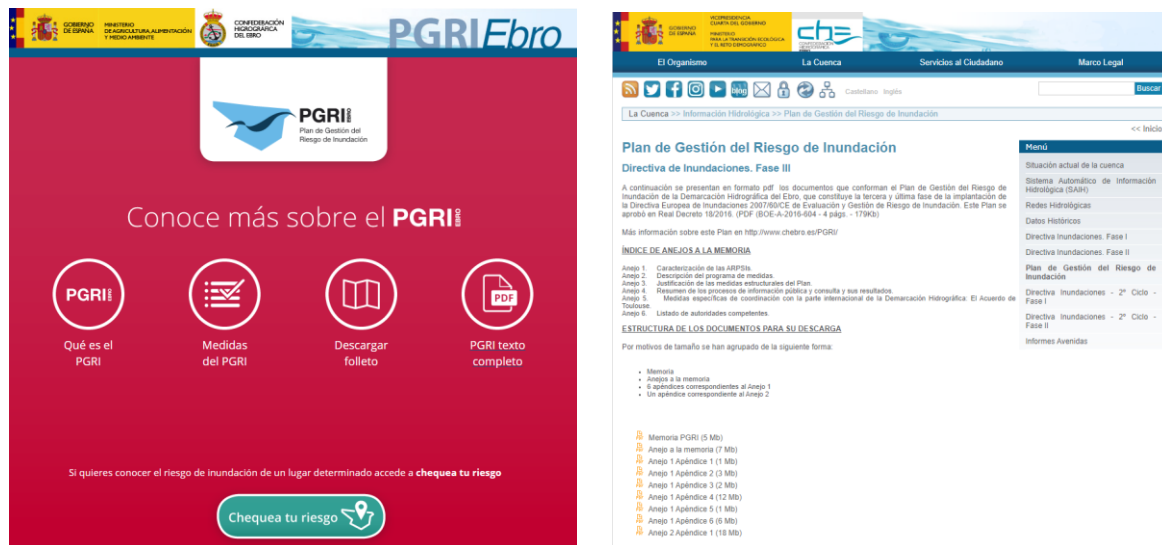 GOBIERNO
DE ESPAÑA
MINISTERIO
DE AGRICULTURA, ALIMENTACIÓN
Y MEDIO AMBIENTE
CONFEDERACIÓN
HIDROGRÁFICA
DEL EBRO
PGRIEbro
PGRI EBRO
Plan de Gestión del
Riesgo de Inundación
Conoce más sobre el PGRI EBRO
PGRI EBRO
Qué es el
PGRI
Medidas
del PGRI
Descargar
folleto
PDF
PGRI texto
completo
Si quieres conocer el riesgo de inundación de un lugar determinado accede a chequea tu riesgo
Chequea tu riesgo
GOBIERNO
DE ESPAÑA
VICEPRESIDENCIA
CUARTA DEL GOBIERNO
MINISTERIO
PARA LA TRANSICIÓN ECOLÓGICA
Y EL RETO DEMOGRÁFICO
che
El Organismo
La Cuenca
Servicios al Ciudadano
Marco Legal
blog
Castellano Inglés
Buscar
La Cuenca >> Información Hidrológica >> Plan de Gestión del Riesgo de Inundación
<< Inicio
Plan de Gestión del Riesgo de Inundación
Directiva de Inundaciones. Fase III
A continuación se presentan en formato pdf los documentos que conforman el Plan de Gestión del Riesgo de
Inundación de la Demarcación Hidrográfica del Ebro, que constituye la tercera y última fase de la implantación de
la Directiva Europea de Inundaciones 2007/60/CE de Evaluación y Gestión de Riesgo de Inundación. Este Plan se
aprobó en Real Decreto 18/2016. (PDF (BOE-A-2016-604 - 4 págs. - 179Kb)
Más información sobre este Plan en http://www.chebro.es/PGRI/
ÍNDICE DE ANEJOS A LA MEMORIA
Anejo 1. Caracterización de las ARPSIs.
Anejo 2. Descripción del programa de medidas.
Anejo 3. Justificación de las medidas estructurales del Plan.
Anejo 4. Resumen de los procesos de información pública y consulta y sus resultados.
Anejo 5. Medidas específicas de coordinación con la parte internacional de la Demarcación Hidrográfica: El Acuerdo de
Toulouse.
Anejo 6. Listado de autoridades competentes.
ESTRUCTURA DE LOS DOCUMENTOS PARA SU DESCARGA
Por motivos de tamaño se han agrupado de la siguiente forma:
Memoria
Anejos a la memoria
6 apéndices correspondientes al Anejo 1
Un apéndice correspondiente al Anejo 2
Memoria PGRI (5 Mb)
Anejo a la memoria (7 Mb)
Anejo 1 Apéndice 1 (1 Mb)
Anejo 1 Apéndice 2 (3 Mb)
Anejo 1 Apéndice 3 (2 Mb)
Anejo 1 Apéndice 4 (12 Mb)
Anejo 1 Apéndice 5 (1 Mb)
Anejo 1 Apéndice 6 (6 Mb)
Anejo 2 Apéndice 1 (18 Mb)
Menú
Situación actual de la cuenca
Sistema Automático de Información
Hidrológica (SAIH)
Redes Hidrológicas
Datos Históricos
Directiva Inundaciones. Fase I
Directiva Inundaciones. Fase II
Plan de Gestión del Riesgo de
Inundación
Directiva Inundaciones - 2º Ciclo -
Fase I
Directiva Inundaciones - 2º Ciclo -
Fase II
Informes Avenidas